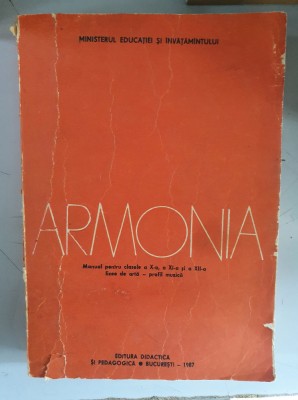 MINISTERUL EDUCAȚIEI ȘI ÎNVĂȚĂMÎNTULUI
ARMONIA
Manual pentru clasele a X-a, a XI-a și a XII-a
licee de artă – profil muzică
EDITURA DIDACTICĂ
ȘI PEDAGOGICĂ ■ BUCUREȘTI – 1987